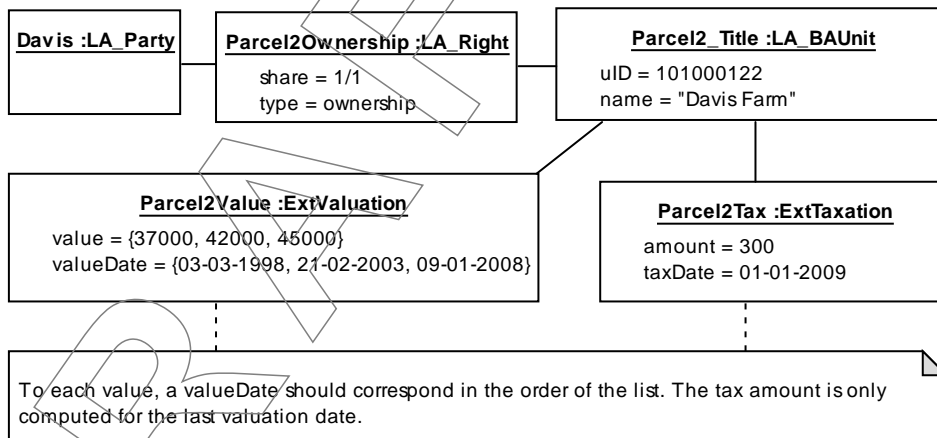 Davis :LA_Party
Parcel2Ownership :LA_Right
share = 1/1
type = ownership
Parcel2_Title :LA_BAUnit
uID = 101000122
name = "Davis Farm"
Parcel2Value :ExtValuation
value = {37000, 42000, 45000}
valueDate = {03-03-1998, 21-02-2003, 09-01-2008}
Parcel2Tax :ExtTaxation
amount = 300
taxDate = 01-01-2009
To each value, a valueDate should correspond in the order of the list. The tax amount is only
computed for the last valuation date.